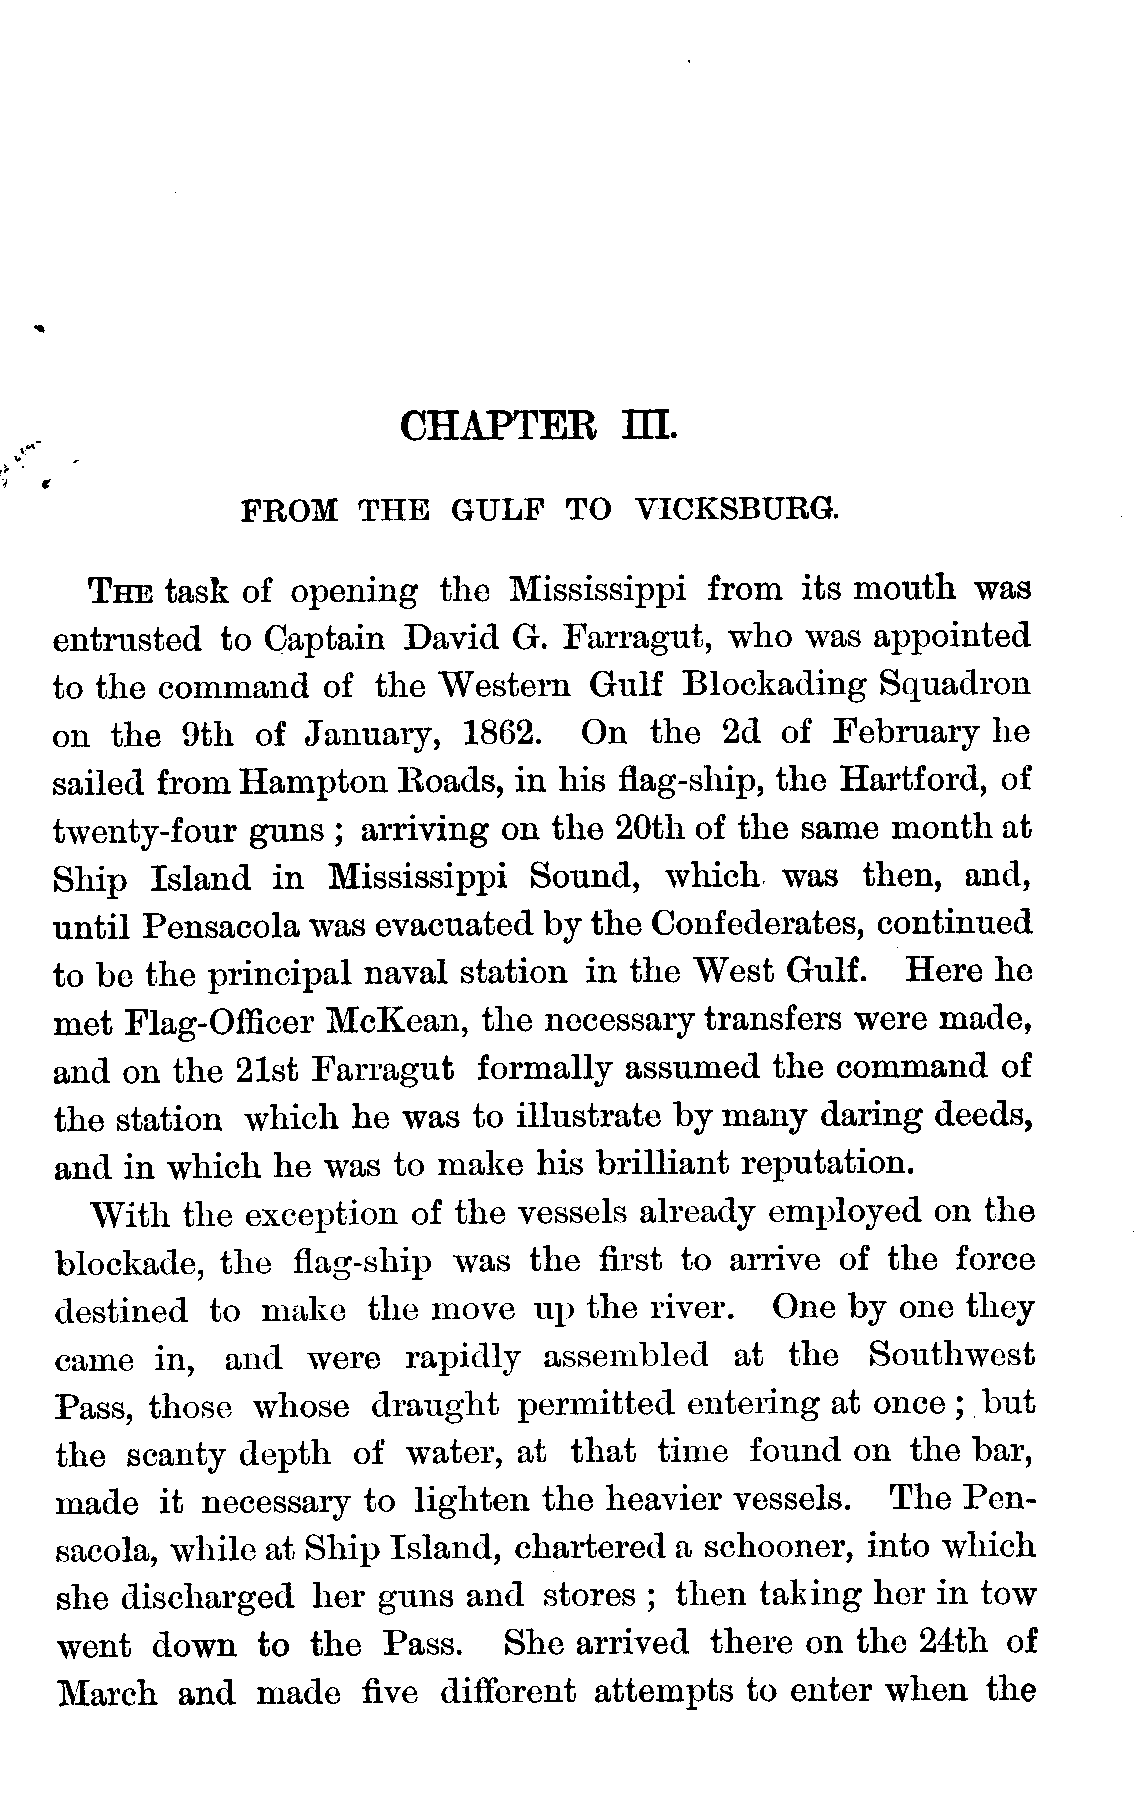 CHAPTER III.
FROM THE GULF TO VICKSBURG.
THE task of opening the Mississippi from its mouth was
entrusted to Captain David G. Farragut, who was appointed
to the command of the Western Gulf Blockading Squadron
on the 9th of January, 1862. On the 2d of February he
sailed from Hampton Roads, in his flag-ship, the Hartford, of
twenty-four guns ; arriving on the 20th of the same month at
Ship Island in Mississippi Sound, which was then, and,
until Pensacola was evacuated by the Confederates, continued
to be the principal naval station in the West Gulf. Here he
met Flag-Officer McKean, the necessary transfers were made,
and on the 21st Farragut formally assumed the command of
the station which he was to illustrate by many daring deeds,
and in which he was to make his brilliant reputation.
With the exception of the vessels already employed on the
blockade, the flag-ship was the first to arrive of the force
destined to make the move up the river. One by one they
came in, and were rapidly assembled at the Southwest
Pass, those whose draught permitted entering at once ; but
the scanty depth of water, at that time found on the bar,
made it necessary to lighten the heavier vessels. The Pen-
sacola, while at Ship Island, chartered a schooner, into which
she discharged her guns and stores ; then taking her in tow
went down to the Pass. She arrived there on the 24th of
March and made five different attempts to enter when the